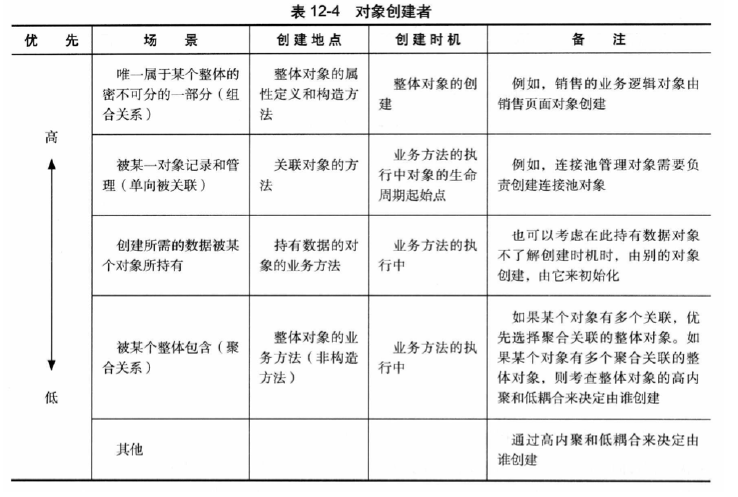 表 12-4 对象创建者
优 先 场 景 创建地点 创建时机 备 注
高
低
唯一属于某个整体的
密不可分的一部分（组
合关系）
整体对象的属
性定义和构造方
法
整体对象的创
建
例如，销售的业务逻辑对象由
销售页面对象创建
被某一对象记录和管
理（单向被关联）
关联对象的方
法
业务方法的执
行中对象的生命
周期起始点
例如，连接池管理对象需要负
责创建连接池对象
创建所需的数据被某
个对象所持有
持有数据的对
象的业务方法
业务方法的执
行中
也可以考虑在此持有数据对象
不了解创建时机时，由别的对象
创建，由它来初始化
被某个整体包含（聚
合关系）
整体对象的业
务方法（非构造
方法）
业务方法的执
行中
如果某个对象有多个关联，优
先选择聚合关联的整体对象。如
果某个对象有多个聚合关联的整
体对象，则考查整体对象的高内
聚和低耦合来决定由谁创建
其他
通过高内聚和低耦合来决定由
谁创建